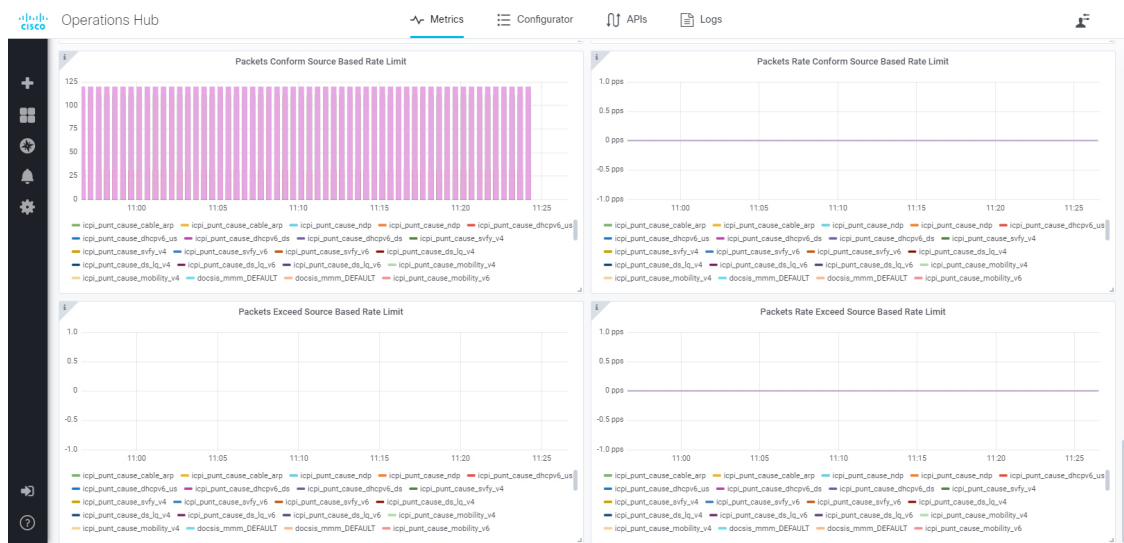 CISCO Operations Hub Metrics Configurator APIs Logs
Packets Conform Source Based Rate Limit
125
100
75
50
25
0
11:00 11:05 11:10 11:15 11:20 11:25
icpi_punt_cause_cable_arp icpi_punt_cause_cable_arp icpi_punt_cause_ndp icpi_punt_cause_ndp icpi_punt_cause_dhcpv6_us
icpi_punt_cause_dhcpv6_us icpi_punt_cause_dhcpv6_ds icpi_punt_cause_dhcpv6_ds icpi_punt_cause_svfy_v4
icpi_punt_cause_svfy_v4 icpi_punt_cause_svfy_v6 icpi_punt_cause_svfy_v6 icpi_punt_cause_ds_lq_v4
icpi_punt_cause_ds_lq_v4 icpi_punt_cause_ds_lq_v6 icpi_punt_cause_ds_lq_v6 icpi_punt_cause_mobility_v4
icpi_punt_cause_mobility_v4 docsis_mmm_DEFAULT docsis_mmm_DEFAULT icpi_punt_cause_mobility_v6
Packets Rate Conform Source Based Rate Limit
1.0 pps
0.5 pps
0 pps
-0.5 pps
-1.0 pps
11:00 11:05 11:10 11:15 11:20 11:25
icpi_punt_cause_cable_arp icpi_punt_cause_cable_arp icpi_punt_cause_ndp icpi_punt_cause_ndp icpi_punt_cause_dhcpv6_us
icpi_punt_cause_dhcpv6_us icpi_punt_cause_dhcpv6_ds icpi_punt_cause_dhcpv6_ds icpi_punt_cause_svfy_v4
icpi_punt_cause_svfy_v4 icpi_punt_cause_svfy_v6 icpi_punt_cause_svfy_v6 icpi_punt_cause_ds_lq_v4
icpi_punt_cause_ds_lq_v4 icpi_punt_cause_ds_lq_v6 icpi_punt_cause_ds_lq_v6 icpi_punt_cause_mobility_v4
icpi_punt_cause_mobility_v4 docsis_mmm_DEFAULT docsis_mmm_DEFAULT icpi_punt_cause_mobility_v6
Packets Exceed Source Based Rate Limit
1.0
0.5
0
-0.5
-1.0
11:00 11:05 11:10 11:15 11:20 11:25
icpi_punt_cause_cable_arp icpi_punt_cause_cable_arp icpi_punt_cause_ndp icpi_punt_cause_ndp icpi_punt_cause_dhcpv6_us
icpi_punt_cause_dhcpv6_us icpi_punt_cause_dhcpv6_ds icpi_punt_cause_dhcpv6_ds icpi_punt_cause_svfy_v4
icpi_punt_cause_svfy_v4 icpi_punt_cause_svfy_v6 icpi_punt_cause_svfy_v6 icpi_punt_cause_ds_lq_v4
icpi_punt_cause_ds_lq_v4 icpi_punt_cause_ds_lq_v6 icpi_punt_cause_ds_lq_v6 icpi_punt_cause_mobility_v4
icpi_punt_cause_mobility_v4 docsis_mmm_DEFAULT docsis_mmm_DEFAULT icpi_punt_cause_mobility_v6
Packets Rate Exceed Source Based Rate Limit
1.0 pps
0.5 pps
0 pps
-0.5 pps
-1.0 pps
11:00 11:05 11:10 11:15 11:20 11:25
icpi_punt_cause_cable_arp icpi_punt_cause_cable_arp icpi_punt_cause_ndp icpi_punt_cause_ndp icpi_punt_cause_dhcpv6_us
icpi_punt_cause_dhcpv6_us icpi_punt_cause_dhcpv6_ds icpi_punt_cause_dhcpv6_ds icpi_punt_cause_svfy_v4
icpi_punt_cause_svfy_v4 icpi_punt_cause_svfy_v6 icpi_punt_cause_svfy_v6 icpi_punt_cause_ds_lq_v4
icpi_punt_cause_ds_lq_v4 icpi_punt_cause_ds_lq_v6 icpi_punt_cause_ds_lq_v6 icpi_punt_cause_mobility_v4
icpi_punt_cause_mobility_v4 docsis_mmm_DEFAULT docsis_mmm_DEFAULT icpi_punt_cause_mobility_v6